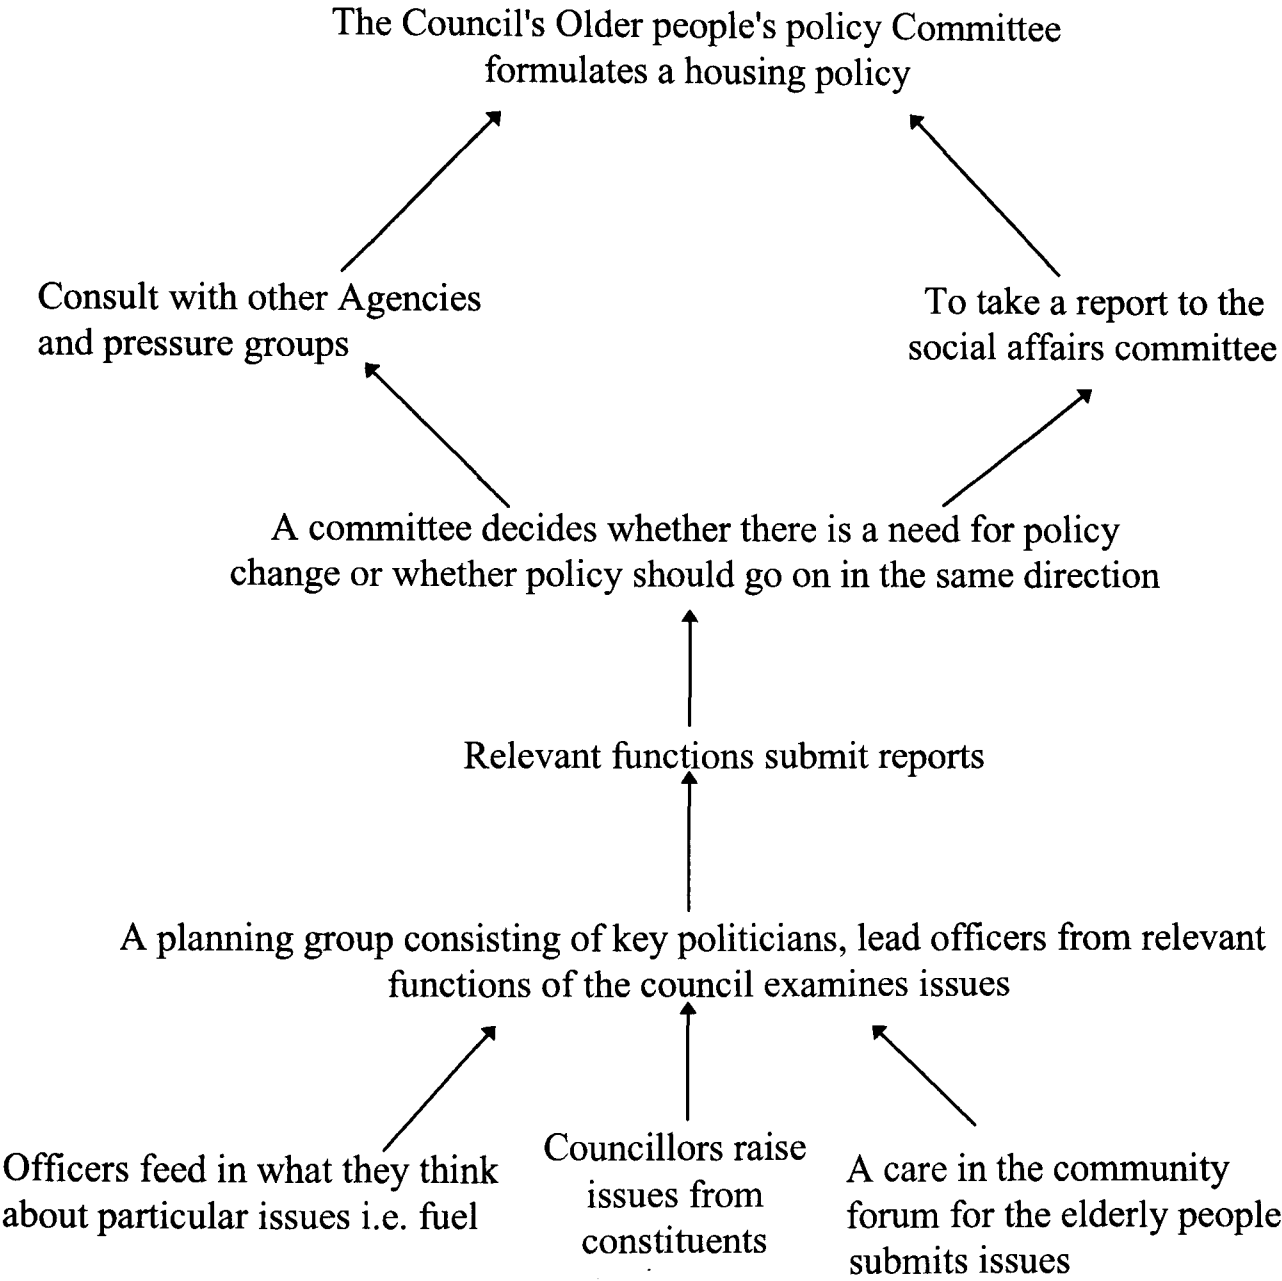 The Council's Older people's policy Committee
formulates a housing policy
Consult with other Agencies
and pressure groups
To take a report to the
social affairs committee
A committee decides whether there is a need for policy
change or whether policy should go on in the same direction
Relevant functions submit reports
A planning group consisting of key politicians, lead officers from relevant
functions of the council examines issues
Officers feed in what they think
about particular issues i.e. fuel
Councillors raise
issues from
constituents
A care in the community
forum for the elderly people
submits issues